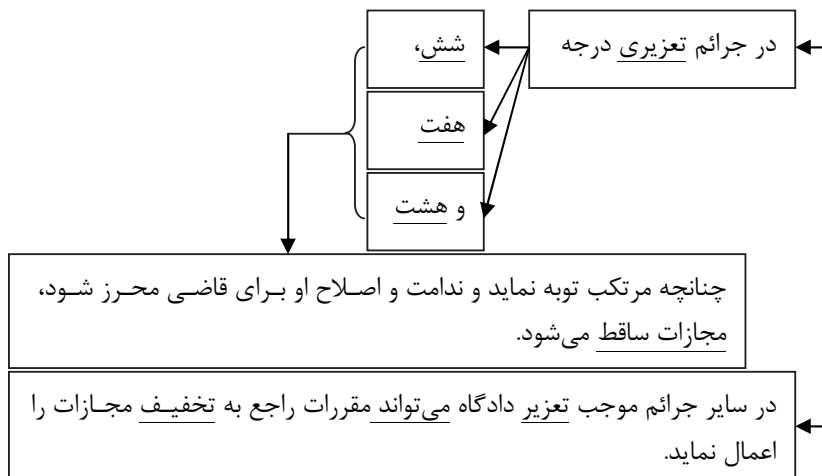 در جرائم تعزیری درجه
شش،
هفت
و هشت
چنانچه مرتکب توبه نماید و ندامت و اصلاح او برای قاضی محرز شود،
مجازات ساقط می‌شود.
در سایر جرائم موجب تعزیر دادگاه می‌تواند مقررات راجع به تخفیف مجازات را
اعمال نماید.